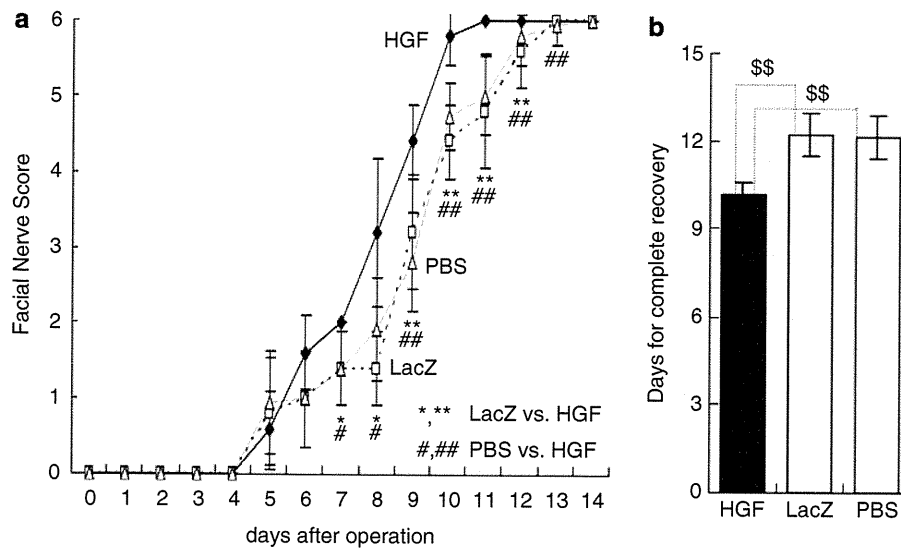 a
Facial Nerve Score
6
5
4
3
2
1
0
HGF
PBS
LacZ
*
#
*
#
**
##
**
##
**
##
**
##
##
*,** LacZ vs. HGF
#,## PBS vs. HGF
0 1 2 3 4 5 6 7 8 9 10 11 12 13 14
days after operation
b
Days for complete recovery
15
12
9
6
3
0
$$
$$
HGF LacZ PBS